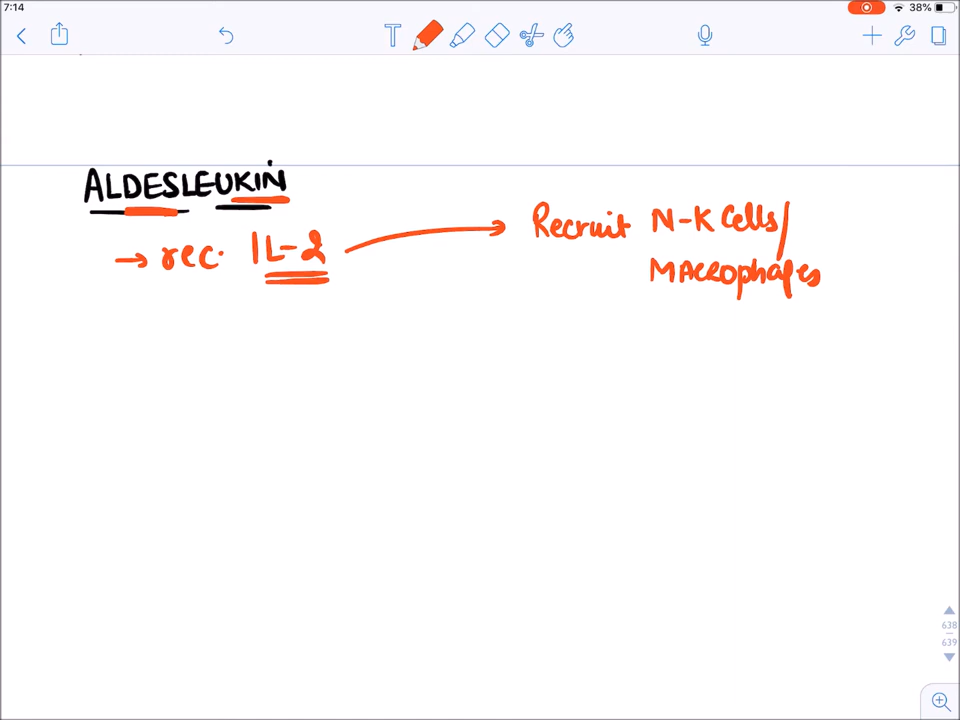 7:14
38%
T
ALDESLEUKIN
→ rec. IL-2 → Recruit N-K Cells/
Macrophages
638
639